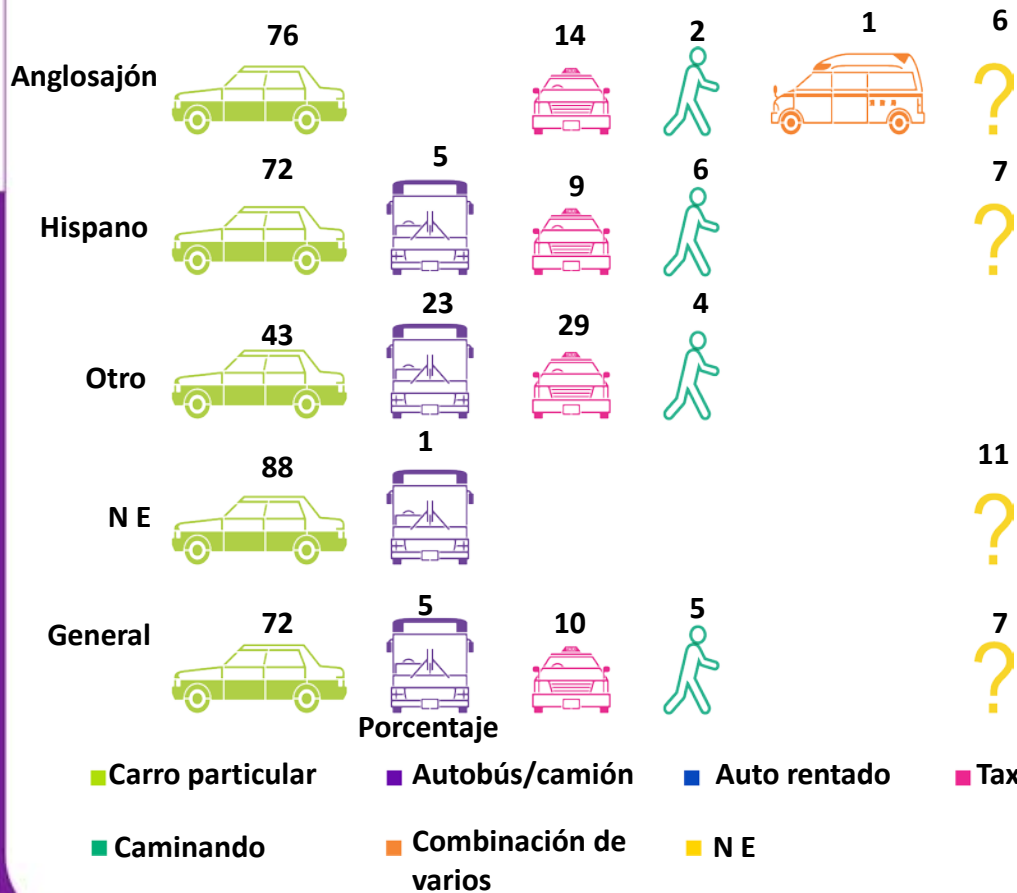 76 14 2 1 6
Anglosajón
72 5 9 6 7
Hispano
43 23 29 4
Otro
88 1 11
N E
72 5 10 5 7
General
Porcentaje
Carro particular Autobús/camión Auto rentado Tax
Caminando Combinación de varios N E